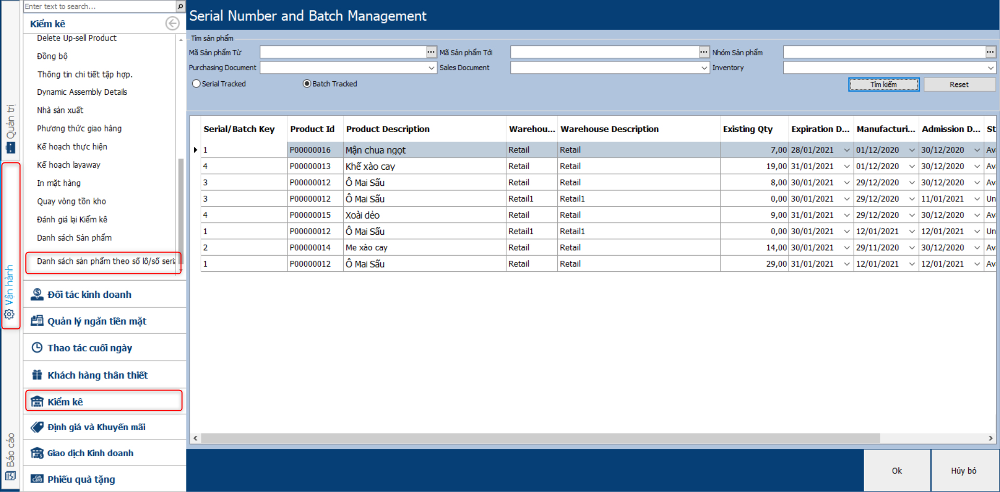 Quản trị
Vận hành
Báo cáo
Enter text to search...
Kiểm kê
Delete Up-sell Product
Đồng bộ
Thông tin chi tiết tập hợp.
Dynamic Assembly Details
Nhà sản xuất
Phương thức giao hàng
Kế hoạch thực hiện
Kế hoạch layaway
In mặt hàng
Quay vòng tồn kho
Đánh giá lại Kiểm kê
Danh sách Sản phẩm
Danh sách sản phẩm theo số lô/số seria
Đối tác kinh doanh
Quản lý ngăn tiền mặt
Thao tác cuối ngày
Khách hàng thân thiết
Kiểm kê
Định giá và Khuyến mãi
Giao dịch Kinh doanh
Phiếu quà tặng
Serial Number and Batch Management
Tìm sản phẩm
Mã Sản phẩm Từ ... Mã Sản phẩm Tới ... Nhóm Sản phẩm ...
Purchasing Document Sales Document Inventory
Serial Tracked Batch Tracked Tìm kiếm Reset
Serial/Batch Key Product Id Product Description Warehou... Warehouse Description Existing Qty Expiration D... Manufacturi... Admission D... St
1 P00000016 Mận chua ngọt Retail Retail 7,00 28/01/2021 01/12/2020 30/12/2020 Av
4 P00000013 Khế xào cay Retail Retail 19,00 31/01/2021 01/12/2020 30/12/2020 Av
3 P00000012 Ô Mai Sấu Retail Retail 8,00 30/01/2021 29/12/2020 30/12/2020 Av
3 P00000012 Ô Mai Sấu Retail1 Retail1 0,00 30/01/2021 29/12/2020 11/01/2021 Un
4 P00000015 Xoài dẻo Retail Retail 9,00 31/01/2021 29/12/2020 30/12/2020 Av
1 P00000012 Ô Mai Sấu Retail1 Retail1 0,00 30/01/2021 12/01/2021 12/01/2021 Un
2 P00000014 Me xào cay Retail Retail 14,00 30/01/2021 29/11/2020 30/12/2020 Av
1 P00000012 Ô Mai Sấu Retail Retail 29,00 31/01/2021 12/01/2021 12/01/2021 Av
Ok Hủy bỏ